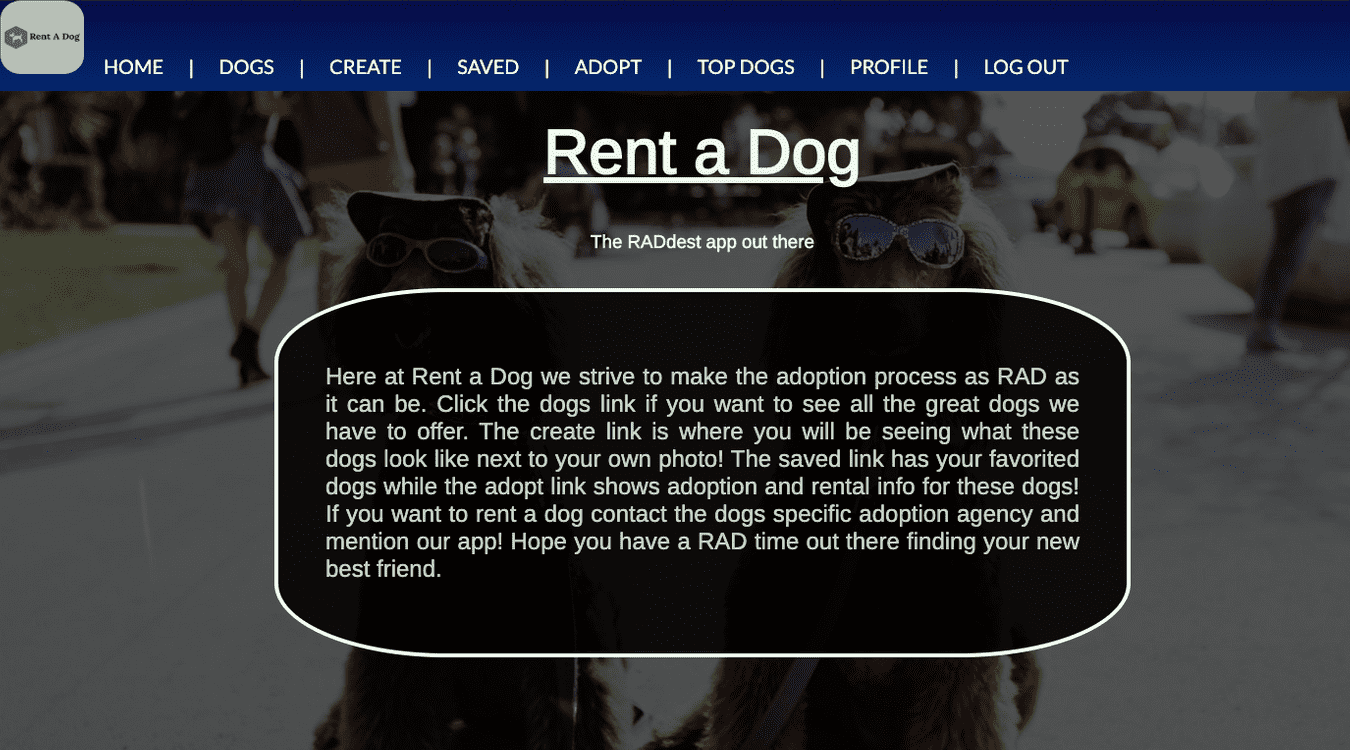 Rent A Dog
HOME | DOGS | CREATE | SAVED | ADOPT | TOP DOGS | PROFILE | LOG OUT
Rent a Dog
The RADdest app out there
Here at Rent a Dog we strive to make the adoption process as RAD as
it can be. Click the dogs link if you want to see all the great dogs we
have to offer. The create link is where you will be seeing what these
dogs look like next to your own photo! The saved link has your favorited
dogs while the adopt link shows adoption and rental info for these dogs!
If you want to rent a dog contact the dogs specific adoption agency and
mention our app! Hope you have a RAD time out there finding your new
best friend.